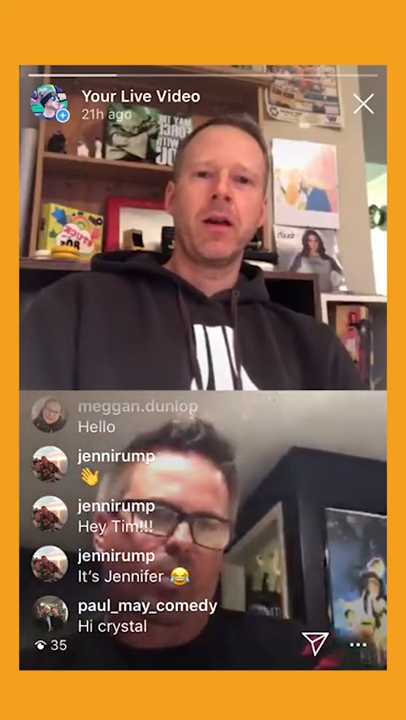 Your Live Video
21h ago
meggan.dunlop
Hello
jennirump
👋
jennirump
Hey Tim!!!
jennirump
It's Jennifer 😂
paul_may_comedy
Hi crystal
35